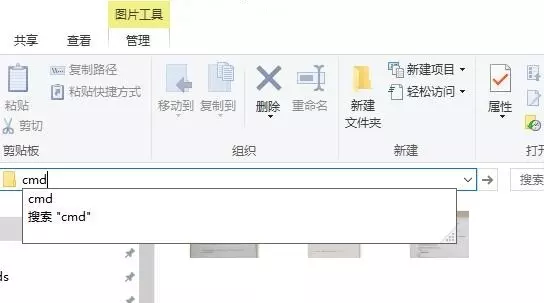 图片工具
共享 查看 管理
复制路径
粘贴快捷方式
粘贴
剪切
移动到 复制到 删除 重命名
新建
文件夹
新建项目
轻松访问
属性
打开
剪贴板 组织 新建
cmd
搜索
cmd
搜索 "cmd"
ds